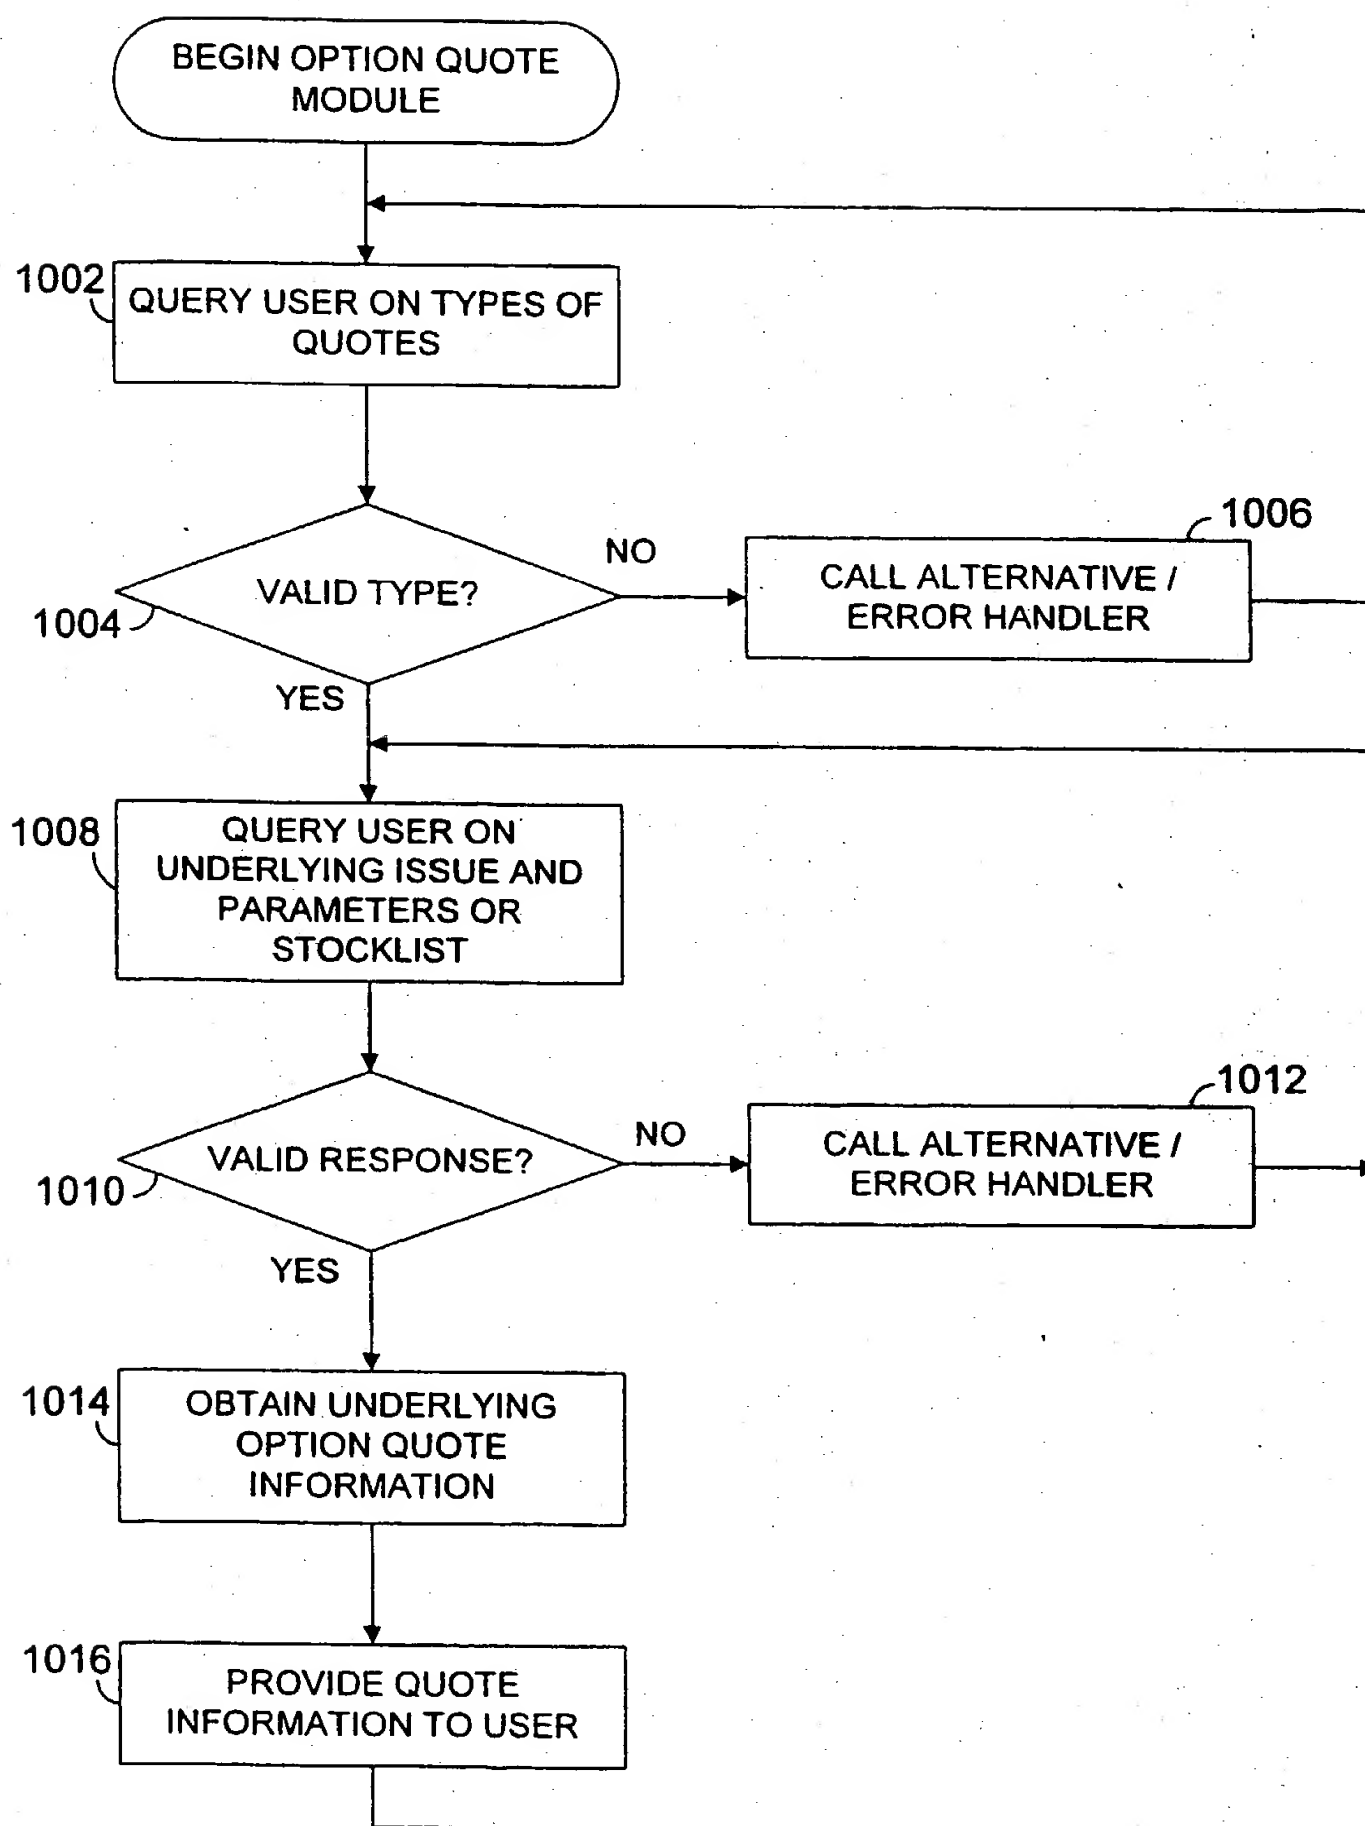 BEGIN OPTION QUOTE
MODULE
1002
QUERY USER ON TYPES OF
QUOTES
VALID TYPE?
1004
NO
1006
CALL ALTERNATIVE /
ERROR HANDLER
YES
1008
QUERY USER ON
UNDERLYING ISSUE AND
PARAMETERS OR
STOCKLIST
VALID RESPONSE?
1010
NO
1012
CALL ALTERNATIVE /
ERROR HANDLER
YES
1014
OBTAIN UNDERLYING
OPTION QUOTE
INFORMATION
1016
PROVIDE QUOTE
INFORMATION TO USER